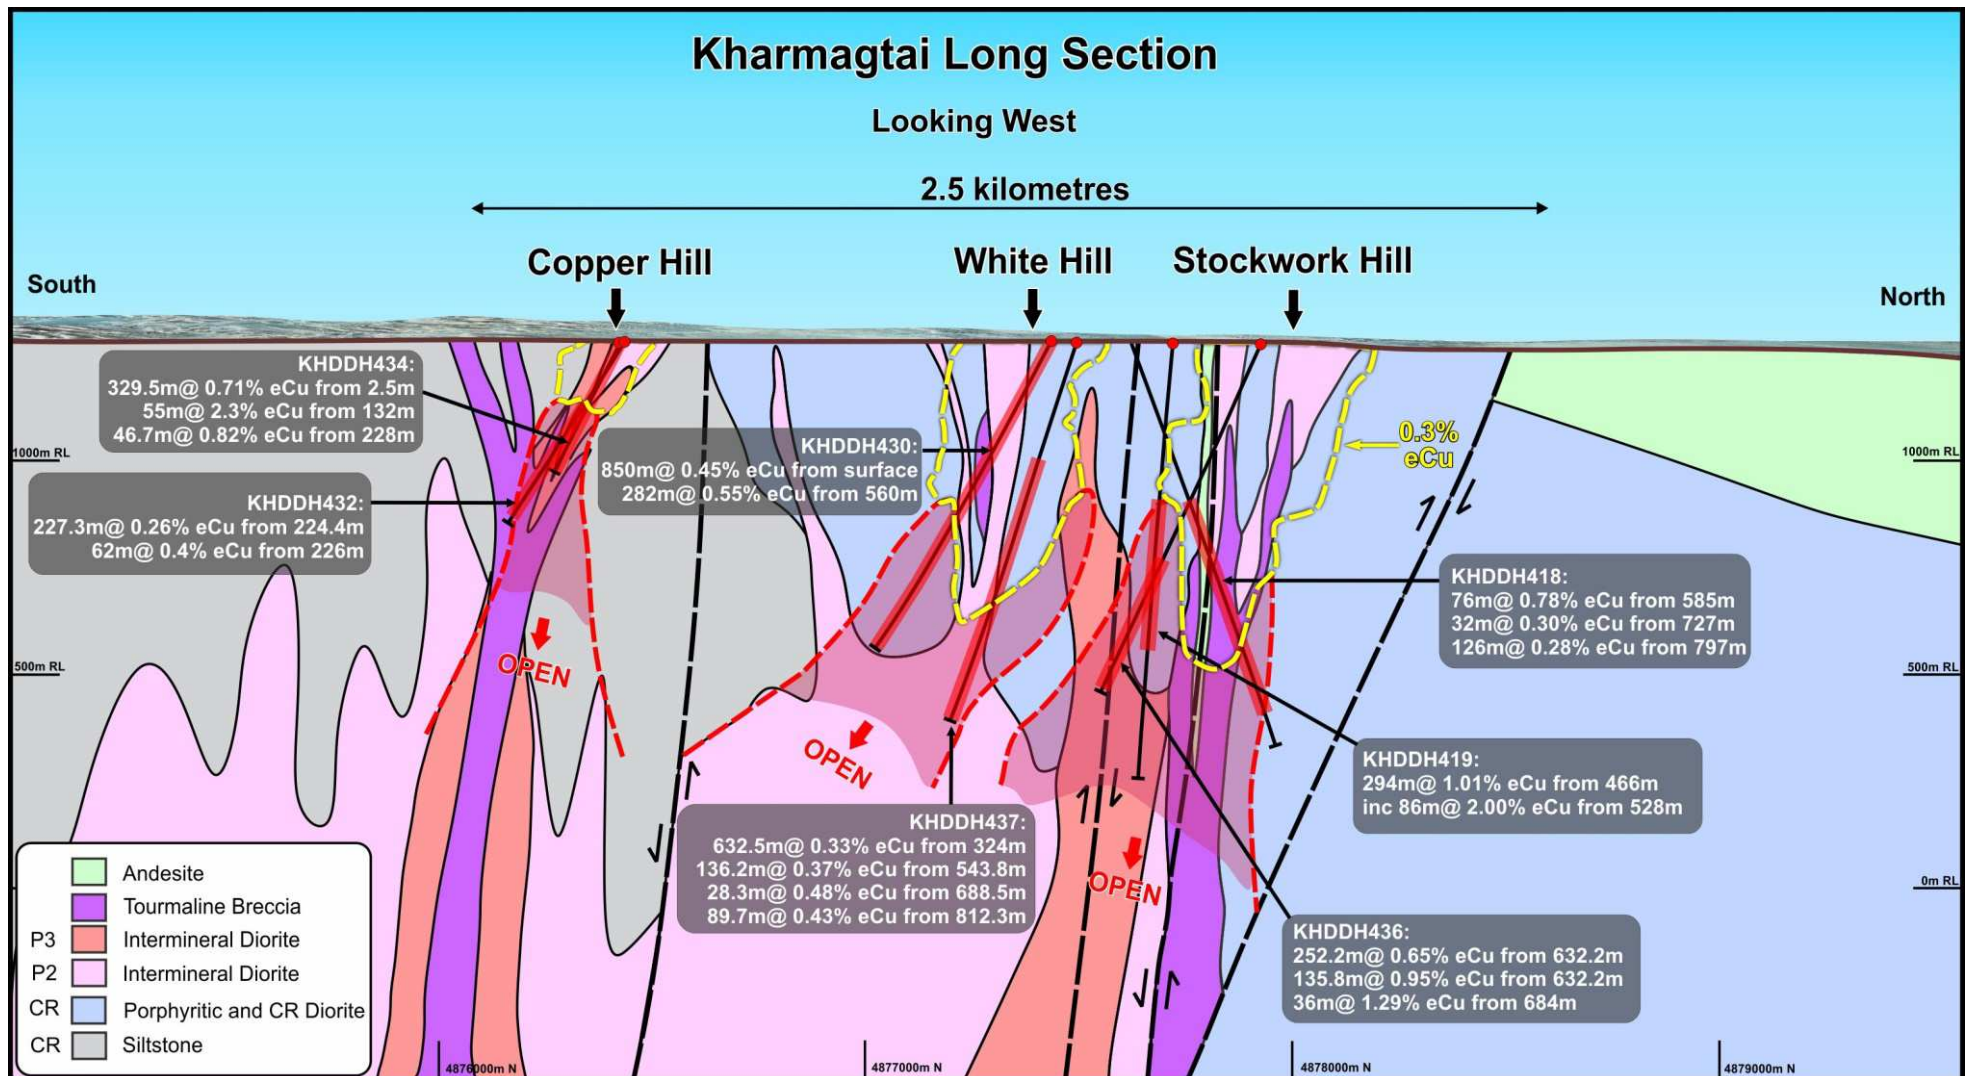 Kharmagtai Long Section
Looking West
2.5 kilometres
Copper Hill
White Hill
Stockwork Hill
South
North
KHDDH434:
329.5m@ 0.71% eCu from 2.5m
55m@ 2.3% eCu from 132m
46.7m@ 0.82% eCu from 228m
KHDDH430:
850m@ 0.45% eCu from surface
282m@ 0.55% eCu from 560m
0.3%
eCu
1000m RL
1000m RL
KHDDH432:
227.3m@ 0.26% eCu from 224.4m
62m@ 0.4% eCu from 226m
KHDDH418:
76m@ 0.78% eCu from 585m
32m@ 0.30% eCu from 727m
126m@ 0.28% eCu from 797m
500m RL
500m RL
OPEN
OPEN
OPEN
KHDDH419:
294m@ 1.01% eCu from 466m
inc 86m@ 2.00% eCu from 528m
KHDDH437:
632.5m@ 0.33% eCu from 324m
136.2m@ 0.37% eCu from 543.8m
28.3m@ 0.48% eCu from 688.5m
89.7m@ 0.43% eCu from 812.3m
0m RL
KHDDH436:
252.2m@ 0.65% eCu from 632.2m
135.8m@ 0.95% eCu from 632.2m
36m@ 1.29% eCu from 684m
Andesite
Tourmaline Breccia
P3 Intermineral Diorite
P2 Intermineral Diorite
CR Porphyritic and CR Diorite
CR Siltstone
4876000m N
4877000m N
4878000m N
4879000m N